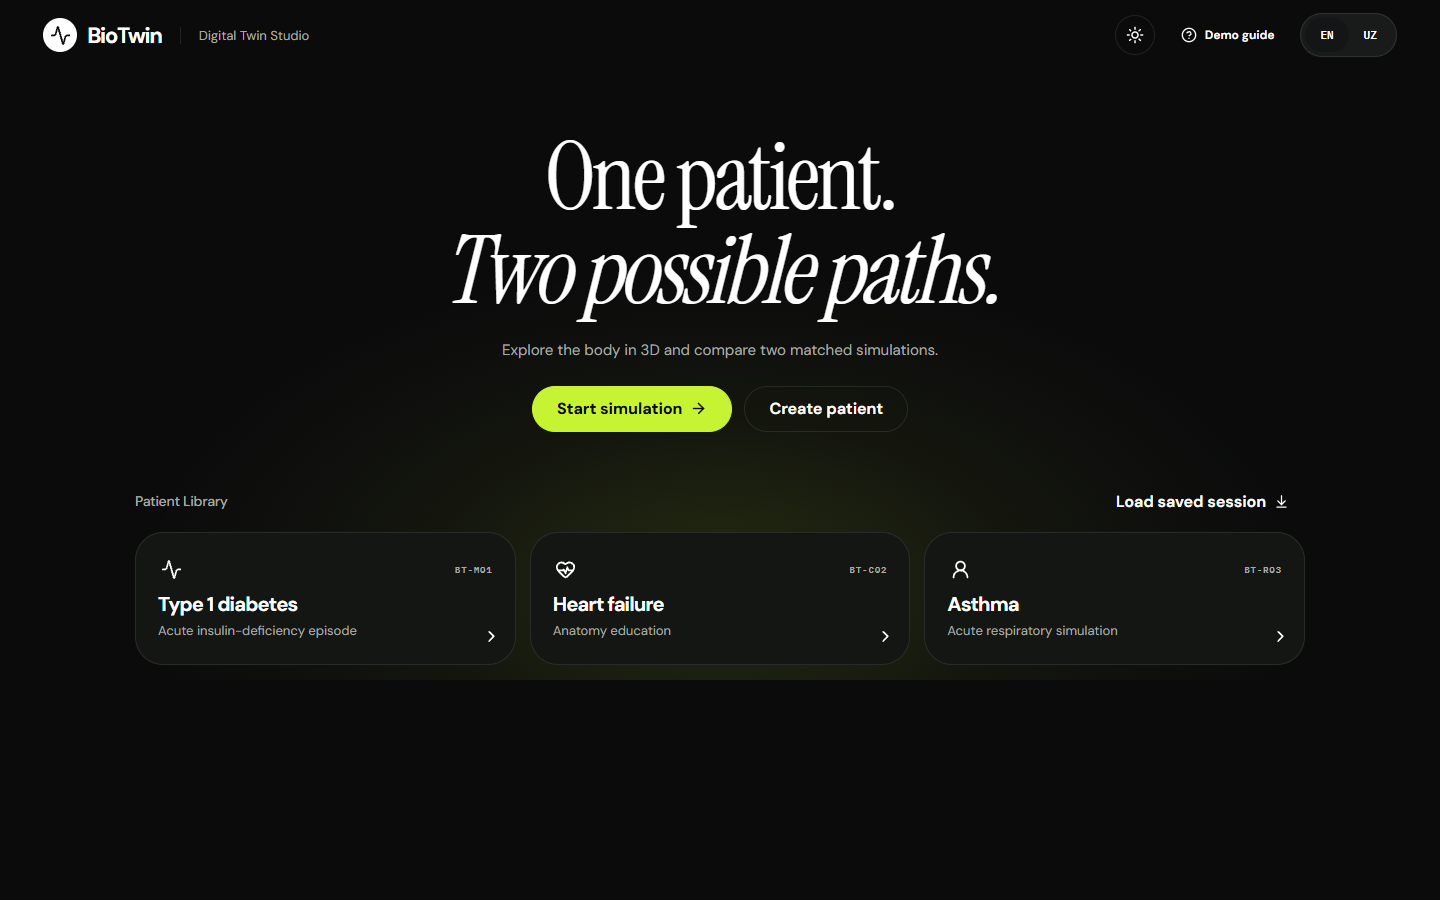 BioTwin
Digital Twin Studio
Demo guide
EN
UZ
One patient.
Two possible paths.
Explore the body in 3D and compare two matched simulations.
Start simulation
Create patient
Patient Library
Load saved session
BT-M01
Type 1 diabetes
Acute insulin-deficiency episode
BT-C02
Heart failure
Anatomy education
BT-R03
Asthma
Acute respiratory simulation